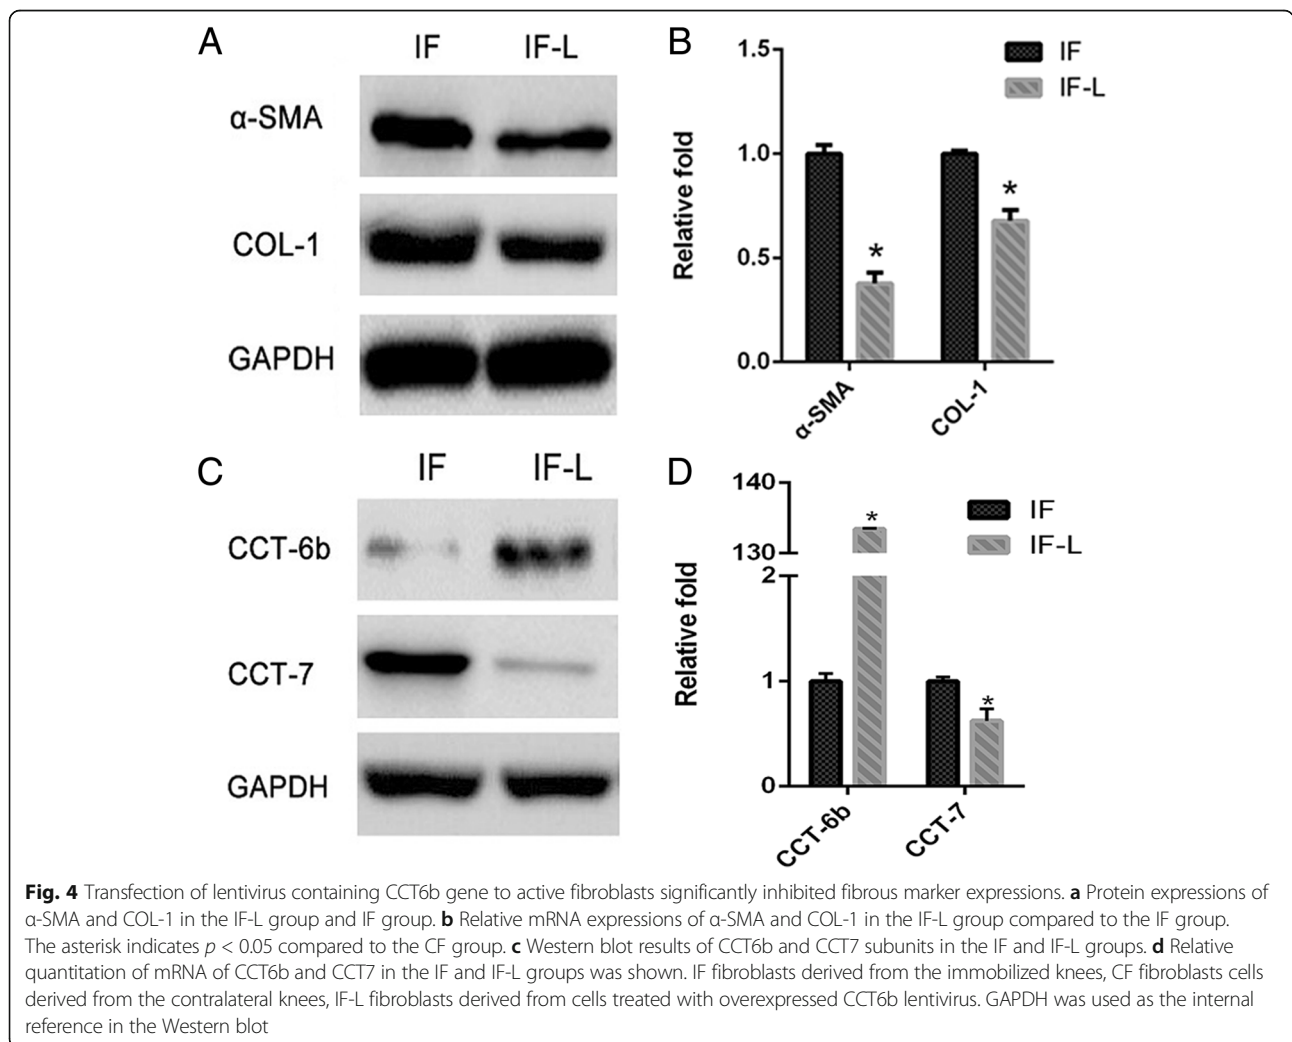 A
IF IF-L
α-SMA
COL-1
GAPDH
B
IF
IF-L
Relative fold
1.5
1.0
0.5
0.0
*
*
α-SMA
COL-1
C
IF IF-L
CCT-6b
CCT-7
GAPDH
D
IF
IF-L
Relative fold
140
130
2
1
0
*
*
CCT-6b
CCT-7
Fig. 4 Transfection of lentivirus containing CCT6b gene to active fibroblasts significantly inhibited fibrous marker expressions. a Protein expressions of
α-SMA and COL-1 in the IF-L group and IF group. b Relative mRNA expressions of α-SMA and COL-1 in the IF-L group compared to the IF group.
The asterisk indicates p < 0.05 compared to the CF group. c Western blot results of CCT6b and CCT7 subunits in the IF and IF-L groups. d Relative
quantitation of mRNA of CCT6b and CCT7 in the IF and IF-L groups was shown. IF fibroblasts derived from the immobilized knees, CF fibroblasts cells
derived from the contralateral knees, IF-L fibroblasts derived from cells treated with overexpressed CCT6b lentivirus. GAPDH was used as the internal
reference in the Western blot